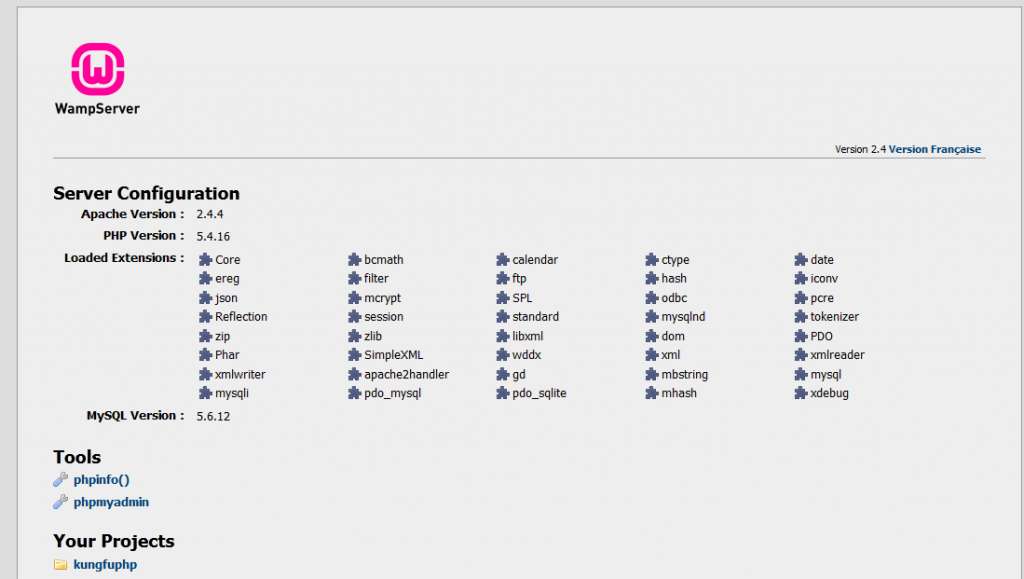 WampServer
Version 2.4 Version Française
Server Configuration
Apache Version : 2.4.4
PHP Version : 5.4.16
Loaded Extensions : Core bcmath calendar ctype date
ereg filter ftp hash iconv
json mcrypt SPL odbc pcre
Reflection session standard mysqlnd tokenizer
zip zlib libxml dom PDO
Phar SimpleXML wddx xml xmlreader
xmlwriter apache2handler gd mbstring mysql
mysqli pdo_mysql pdo_sqlite mhash xdebug
MySQL Version : 5.6.12
Tools
phpinfo()
phpmyadmin
Your Projects
kungfuphp